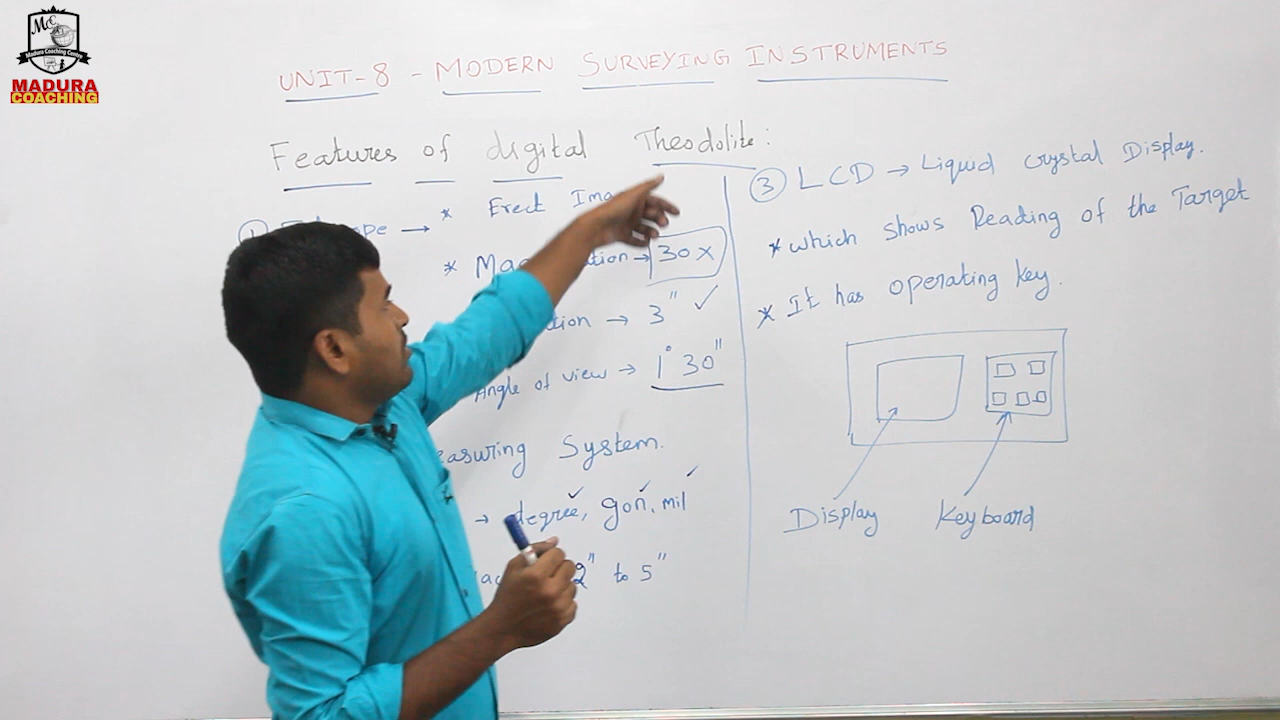 MC
Madura Coaching Centre
MADURA
COACHING
UNIT-8 - MODERN SURVEYING INSTRUMENTS
Features of digital Theodolite:
* Erect
* 30 x
→ 3" ✓
Angle of view → 1° 30"
System.
→ degree, gon, mil
2" to 5"
③ LCD → Liquid crystal Display.
* which shows Reading of the Target
* It has operating key.
Display
Keyboard